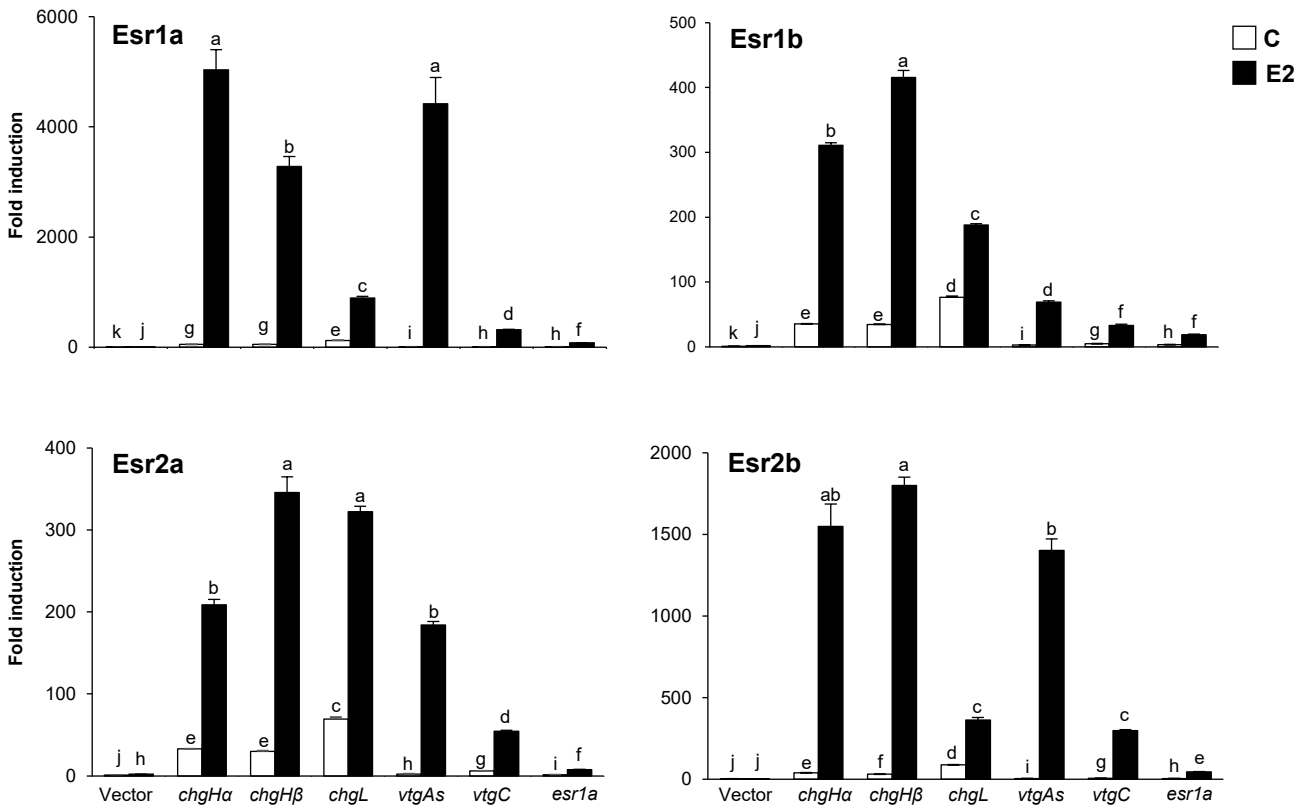 Esr1a
Fold induction
6000
4000
2000
0
k j g a g b e c i a h d h f
Esr1b
500
400
300
200
100
0
k j e b e a d c i d g f h f
C
E2
Esr2a
Fold induction
400
300
200
100
0
j h e b e a c a h b g d i f
Vector chgHα chgHβ chgL vtgAs vtgC esr1a
Esr2b
2000
1500
1000
500
0
j j e ab f a d c i b g c h e
Vector chgHα chgHβ chgL vtgAs vtgC esr1a